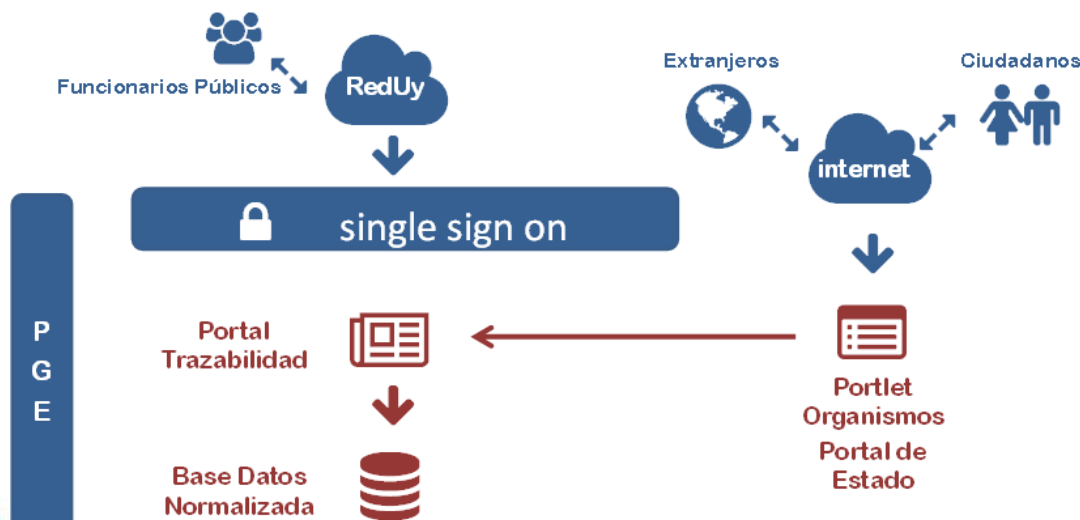 Funcionarios Públicos
RedUy
Extranjeros
Ciudadanos
internet
single sign on
P
G
E
Portal
Trazabilidad
Portlet
Organismos
Portal de
Estado
Base Datos
Normalizada